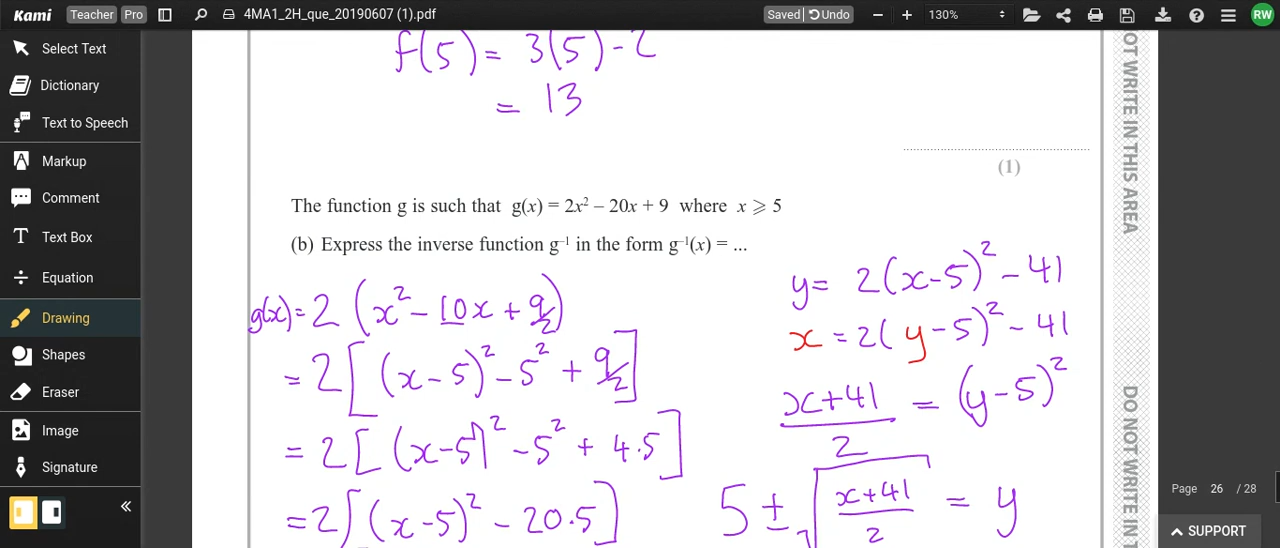 Kami Teacher Pro 4MA1_2H_que_20190607 (1).pdf Saved Undo 130% RW
Select Text
Dictionary
Text to Speech
Markup
Comment
Text Box
Equation
Drawing
Shapes
Eraser
Image
Signature
f(5) = 3(5) - 2
= 13
(1)
The function g is such that g(x) = 2x² – 20x + 9 where x ⩾ 5
(b) Express the inverse function g⁻¹ in the form g⁻¹(x) = ...
g(x) = 2 (x² - 10x + 9/2)
= 2[(x-5)² - 5² + 9/2]
= 2[(x-5)² - 5² + 4.5]
= 2[(x-5)² - 20.5]
y = 2(x-5)² - 41
x = 2(y-5)² - 41
(x+41)/2 = (y-5)²
5 ± √((x+41)/2) = y
NOT WRITE IN THIS AREA
DO NOT WRITE IN T
Page 26 / 28
SUPPORT